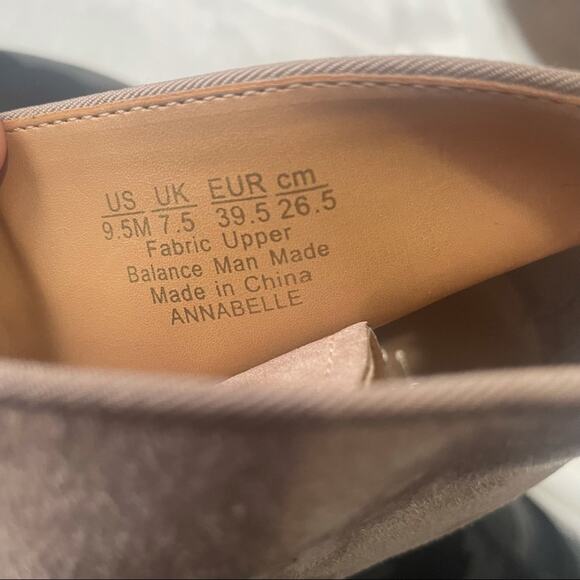 US UK EUR cm
9.5M 7.5 39.5 26.5
Fabric Upper
Balance Man Made
Made in China
ANNABELLE